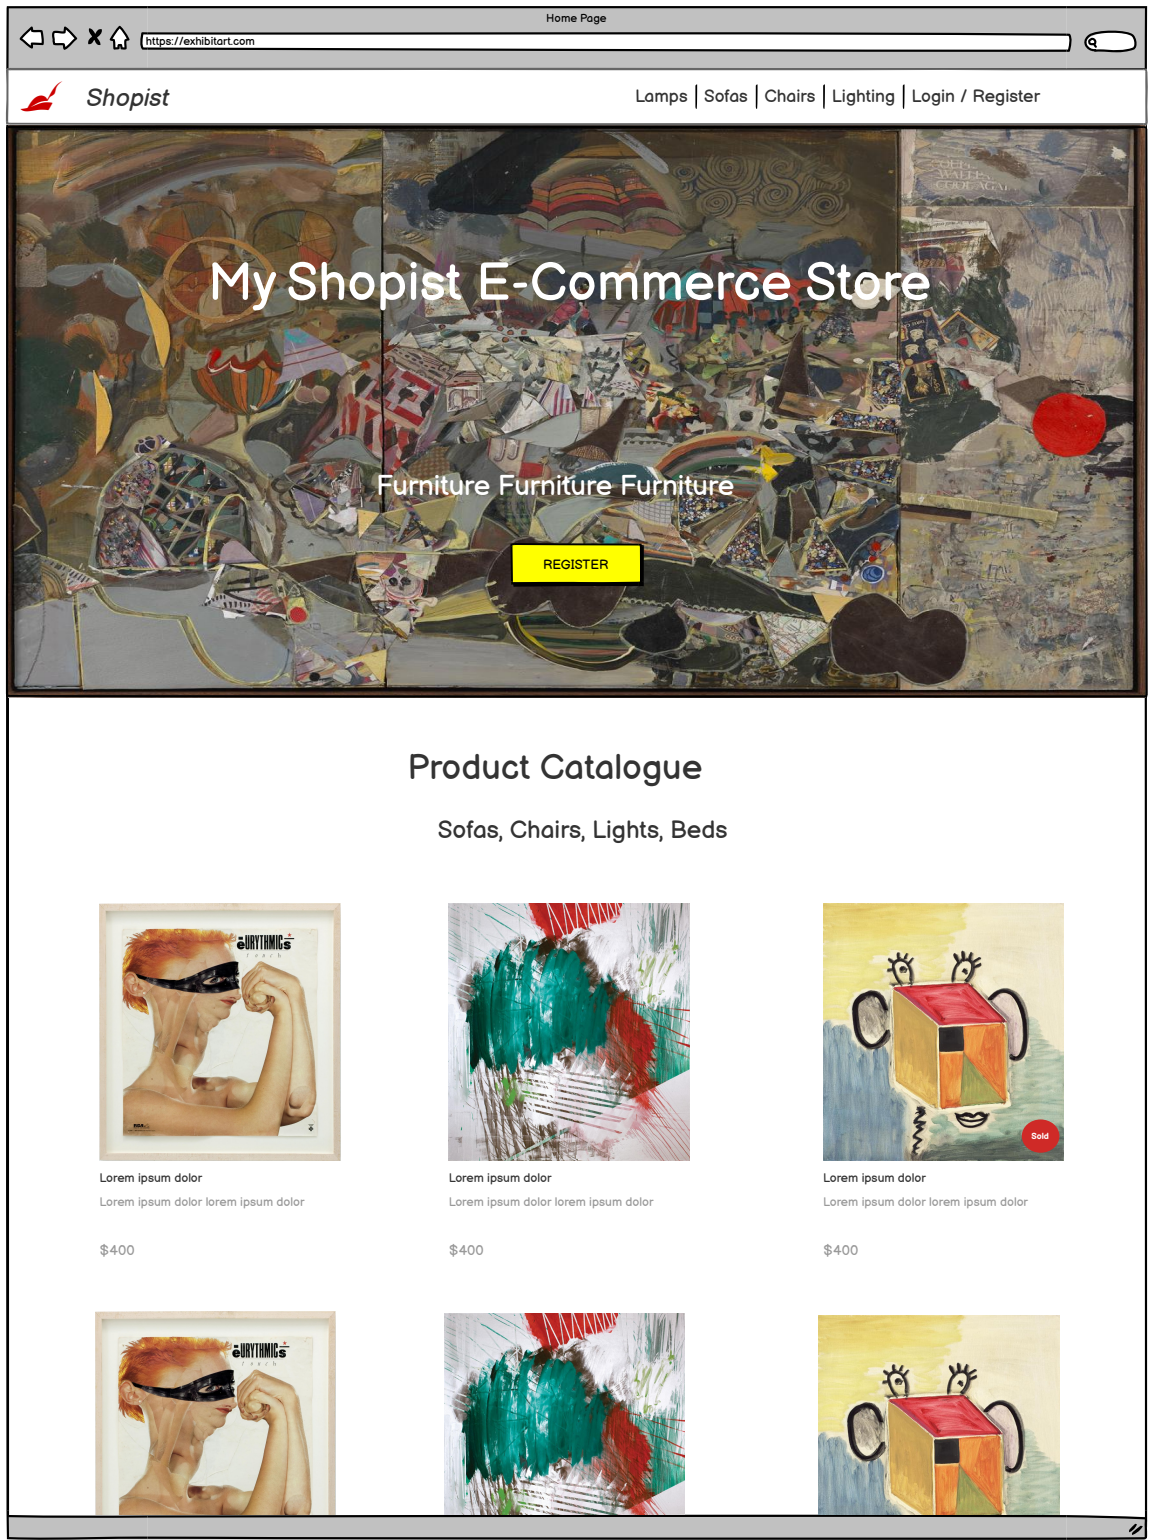 Home Page
https://exhibitart.com
Shopist
Lamps Sofas Chairs Lighting Login / Register
My Shopist E-Commerce Store
Furniture Furniture Furniture
REGISTER
Product Catalogue
Sofas, Chairs, Lights, Beds
eURYTHMICs
Sold
Lorem ipsum dolor Lorem ipsum dolor Lorem ipsum dolor
Lorem ipsum dolor lorem ipsum dolor Lorem ipsum dolor lorem ipsum dolor Lorem ipsum dolor lorem ipsum dolor
$400 $400 $400
eURYTHMICs